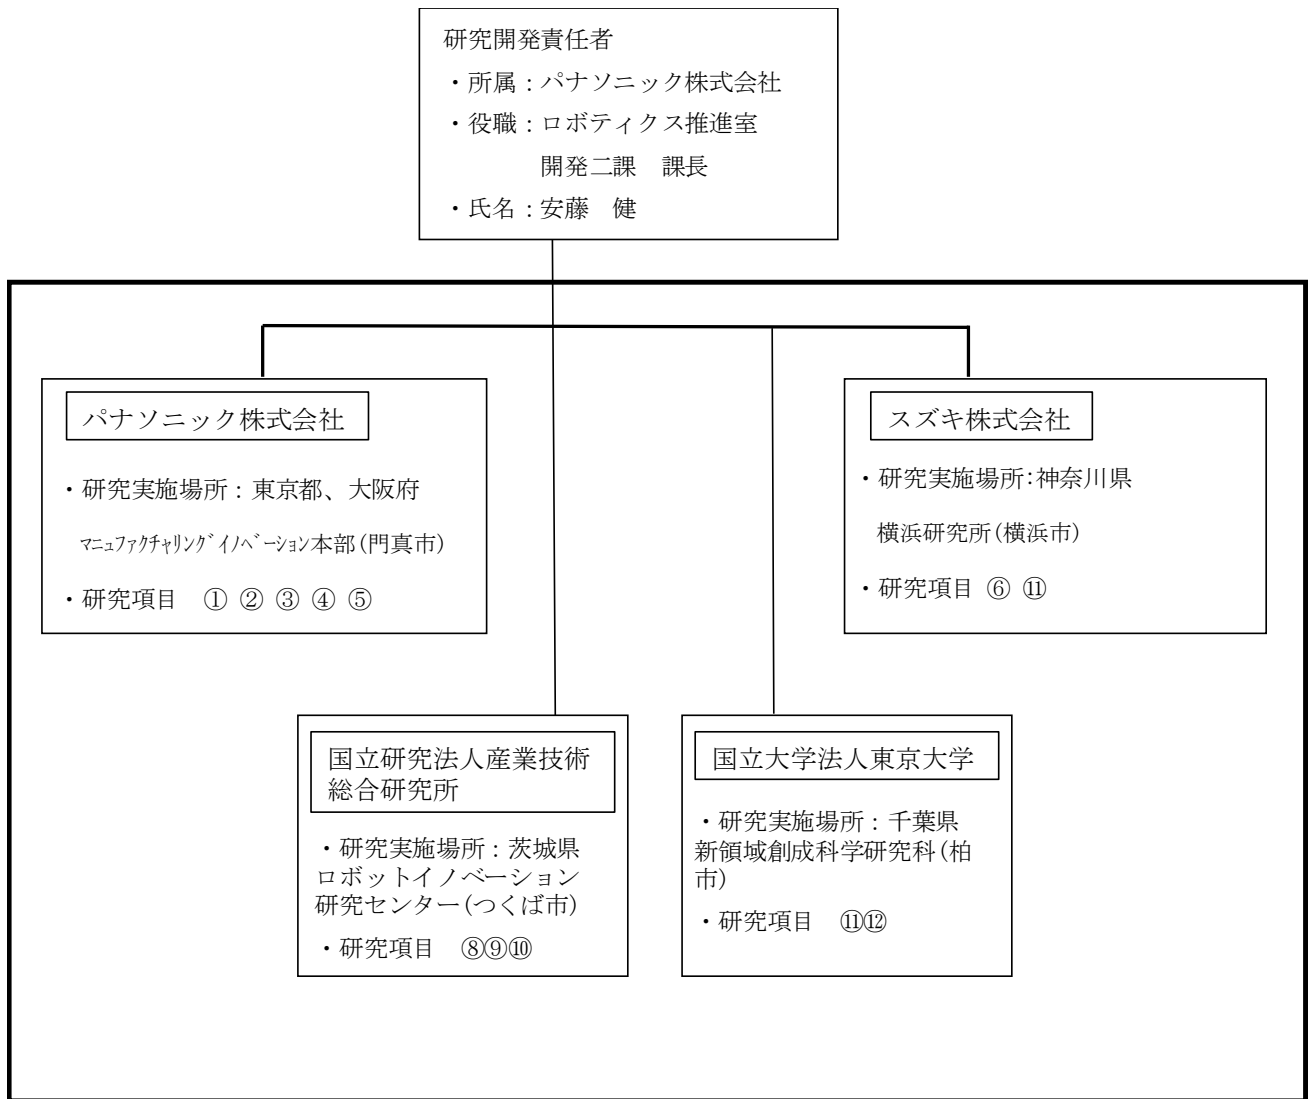 研究開発責任者
・所属：パナソニック株式会社
・役職：ロボティクス推進室
開発二課　課長
・氏名：安藤　健
パナソニック株式会社
・研究実施場所：東京都、大阪府
ﾏﾆｭﾌｧｸﾁｬﾘﾝｸﾞｲﾉﾍﾞｰｼｮﾝ本部(門真市)
・研究項目　① ② ③ ④ ⑤
スズキ株式会社
・研究実施場所:神奈川県
横浜研究所(横浜市)
・研究項目 ⑥ ⑪
国立研究法人産業技術
総合研究所
・研究実施場所：茨城県
ロボットイノベーション
研究センター(つくば市)
・研究項目　⑧⑨⑩
国立大学法人東京大学
・研究実施場所：千葉県
新領域創成科学研究科(柏
市)
・研究項目　⑪⑫